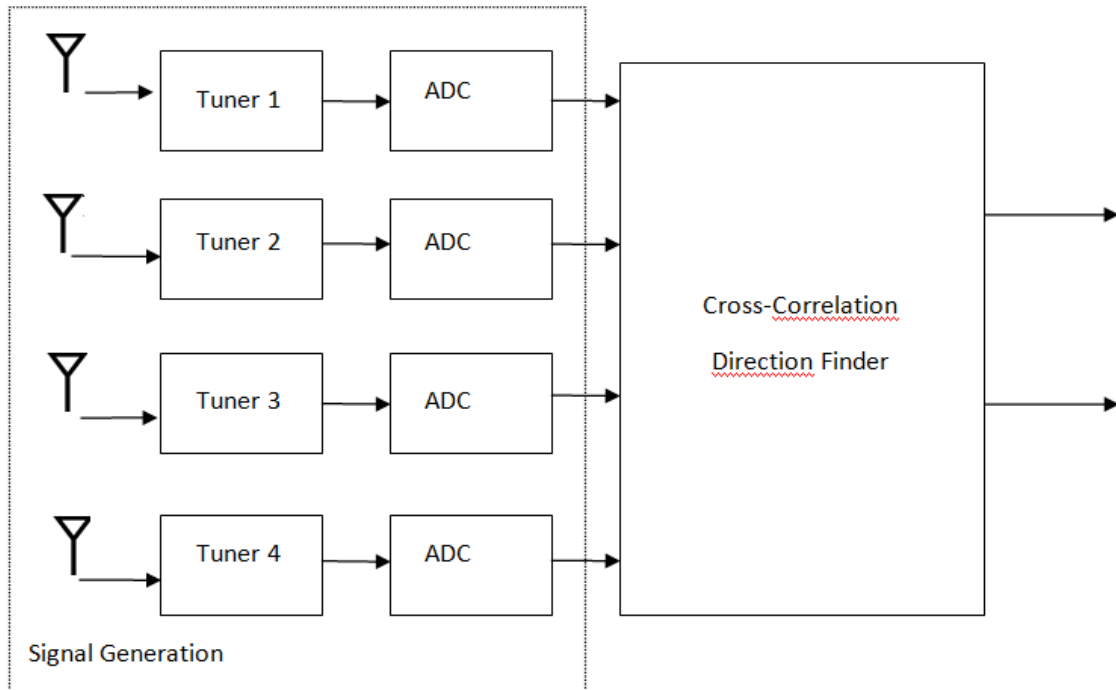 Tuner 1
ADC
Tuner 2
ADC
Cross-Correlation
Direction Finder
Tuner 3
ADC
Tuner 4
ADC
Signal Generation